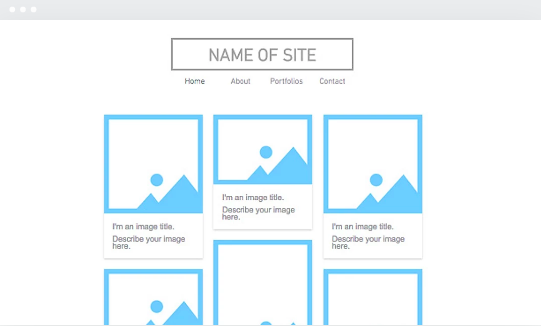 NAME OF SITE
Home About Portfolios Contact
I'm an image title.
Describe your image
here.
I'm an image title.
Describe your image
here.
I'm an image title.
Describe your image
here.